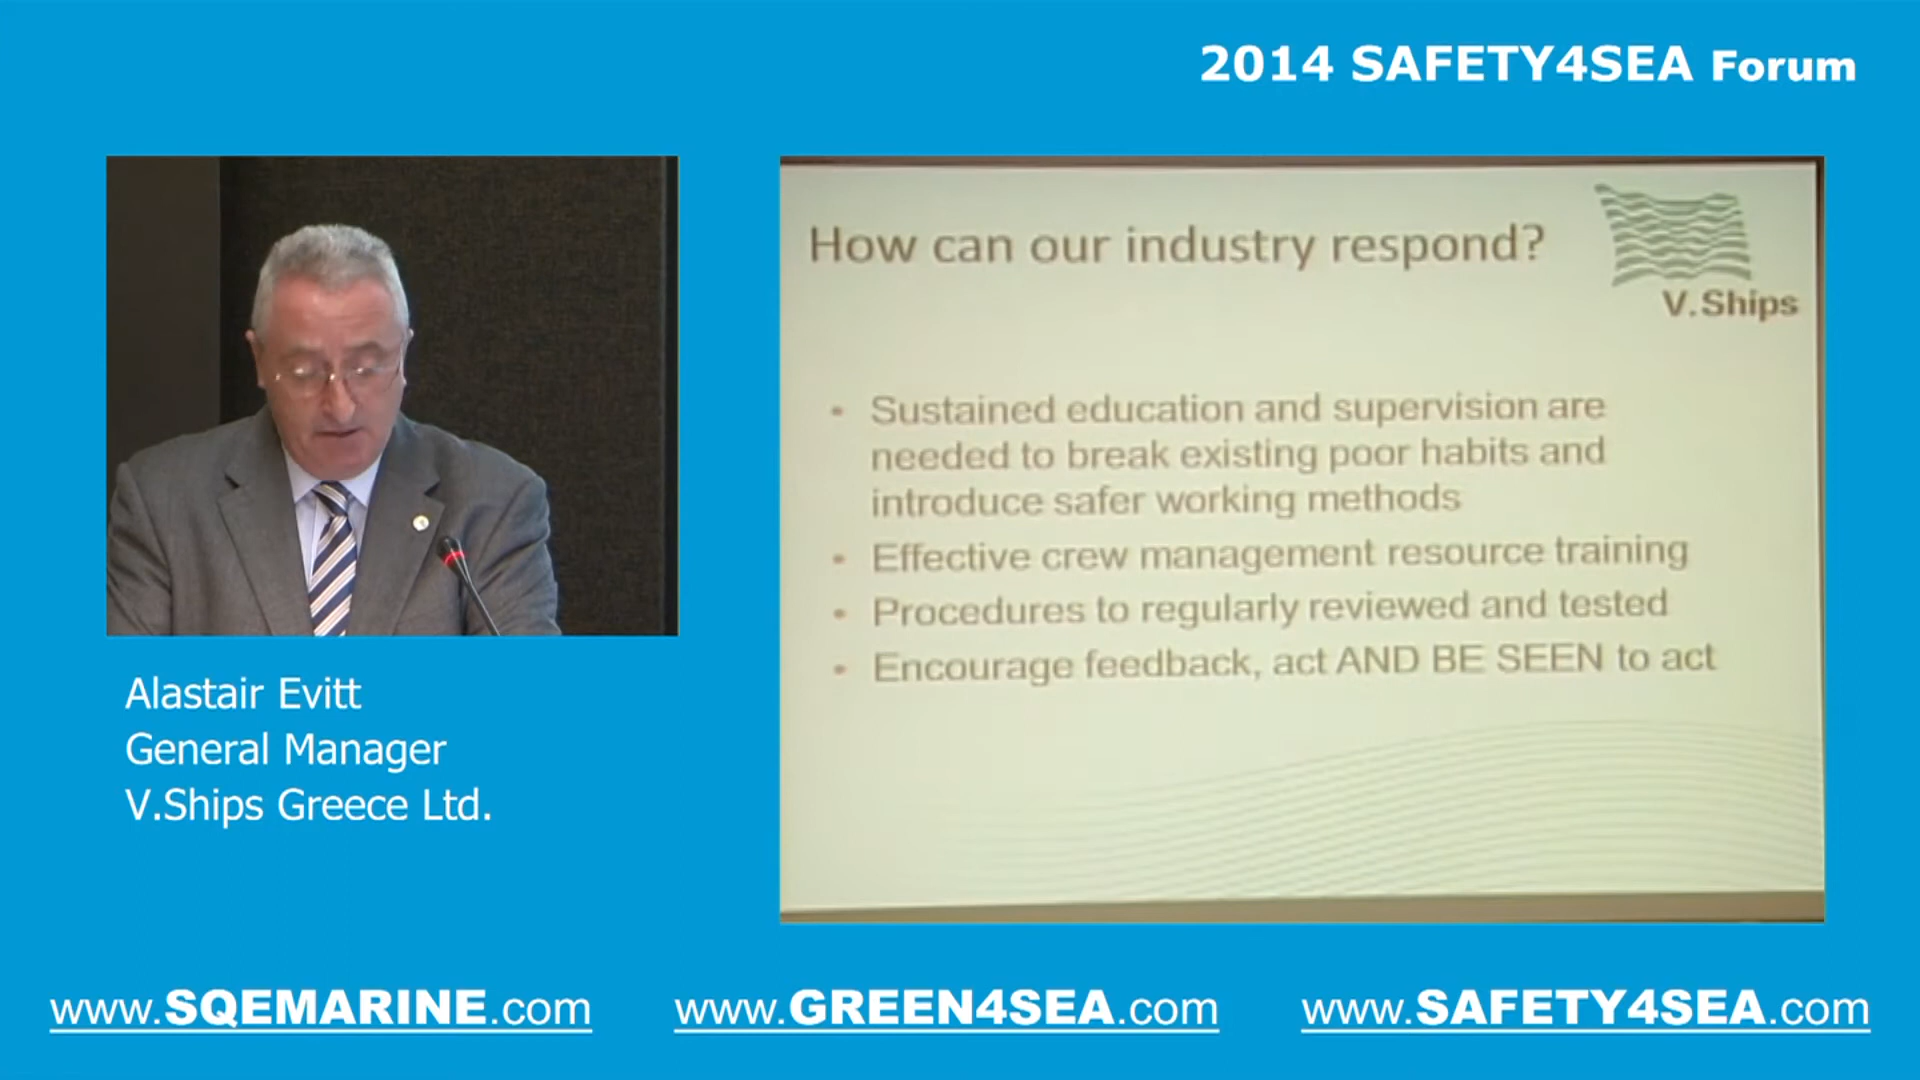 2014 SAFETY4SEA Forum
How can our industry respond?
V.Ships
• Sustained education and supervision are
needed to break existing poor habits and
introduce safer working methods
• Effective crew management resource training
• Procedures to regularly reviewed and tested
• Encourage feedback, act AND BE SEEN to act
Alastair Evitt
General Manager
V.Ships Greece Ltd.
www.SQEMARINE.com
www.GREEN4SEA.com
www.SAFETY4SEA.com